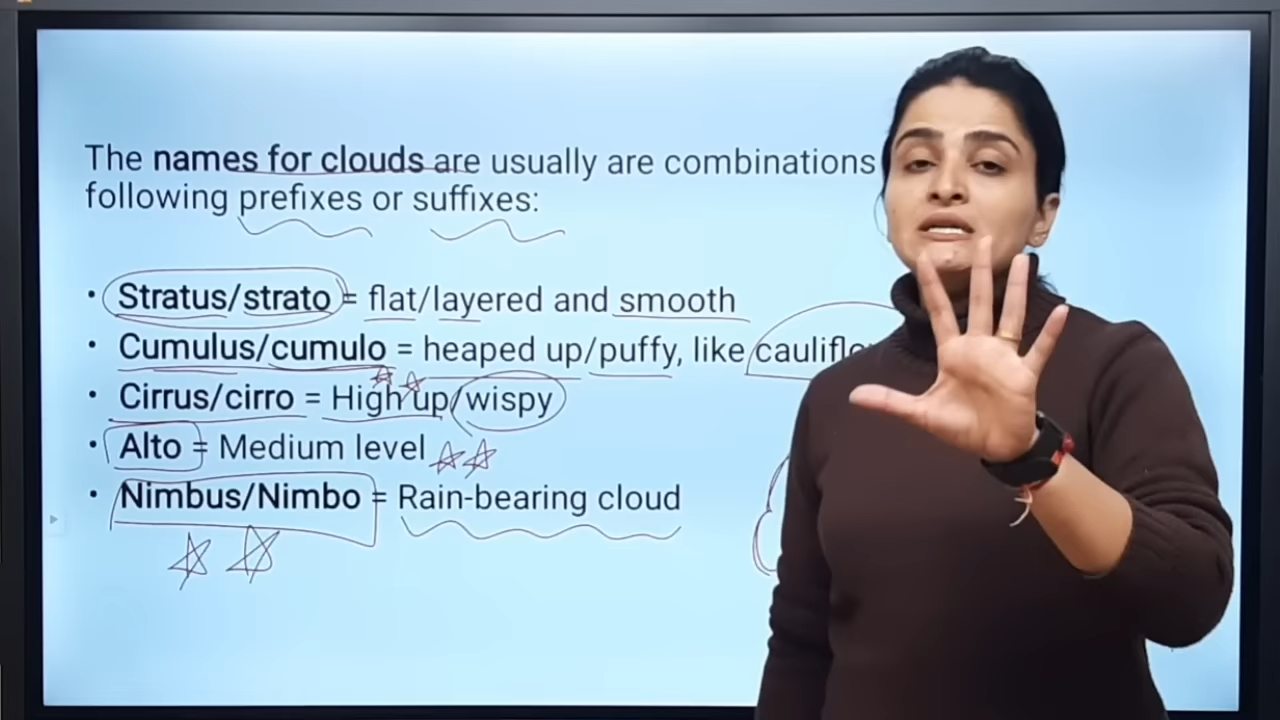 The names for clouds are usually are combinations
following prefixes or suffixes:
• Stratus/strato = flat/layered and smooth
• Cumulus/cumulo = heaped up/puffy, like
• Cirrus/cirro = High up/wispy
• Alto = Medium level
• Nimbus/Nimbo = Rain-bearing cloud